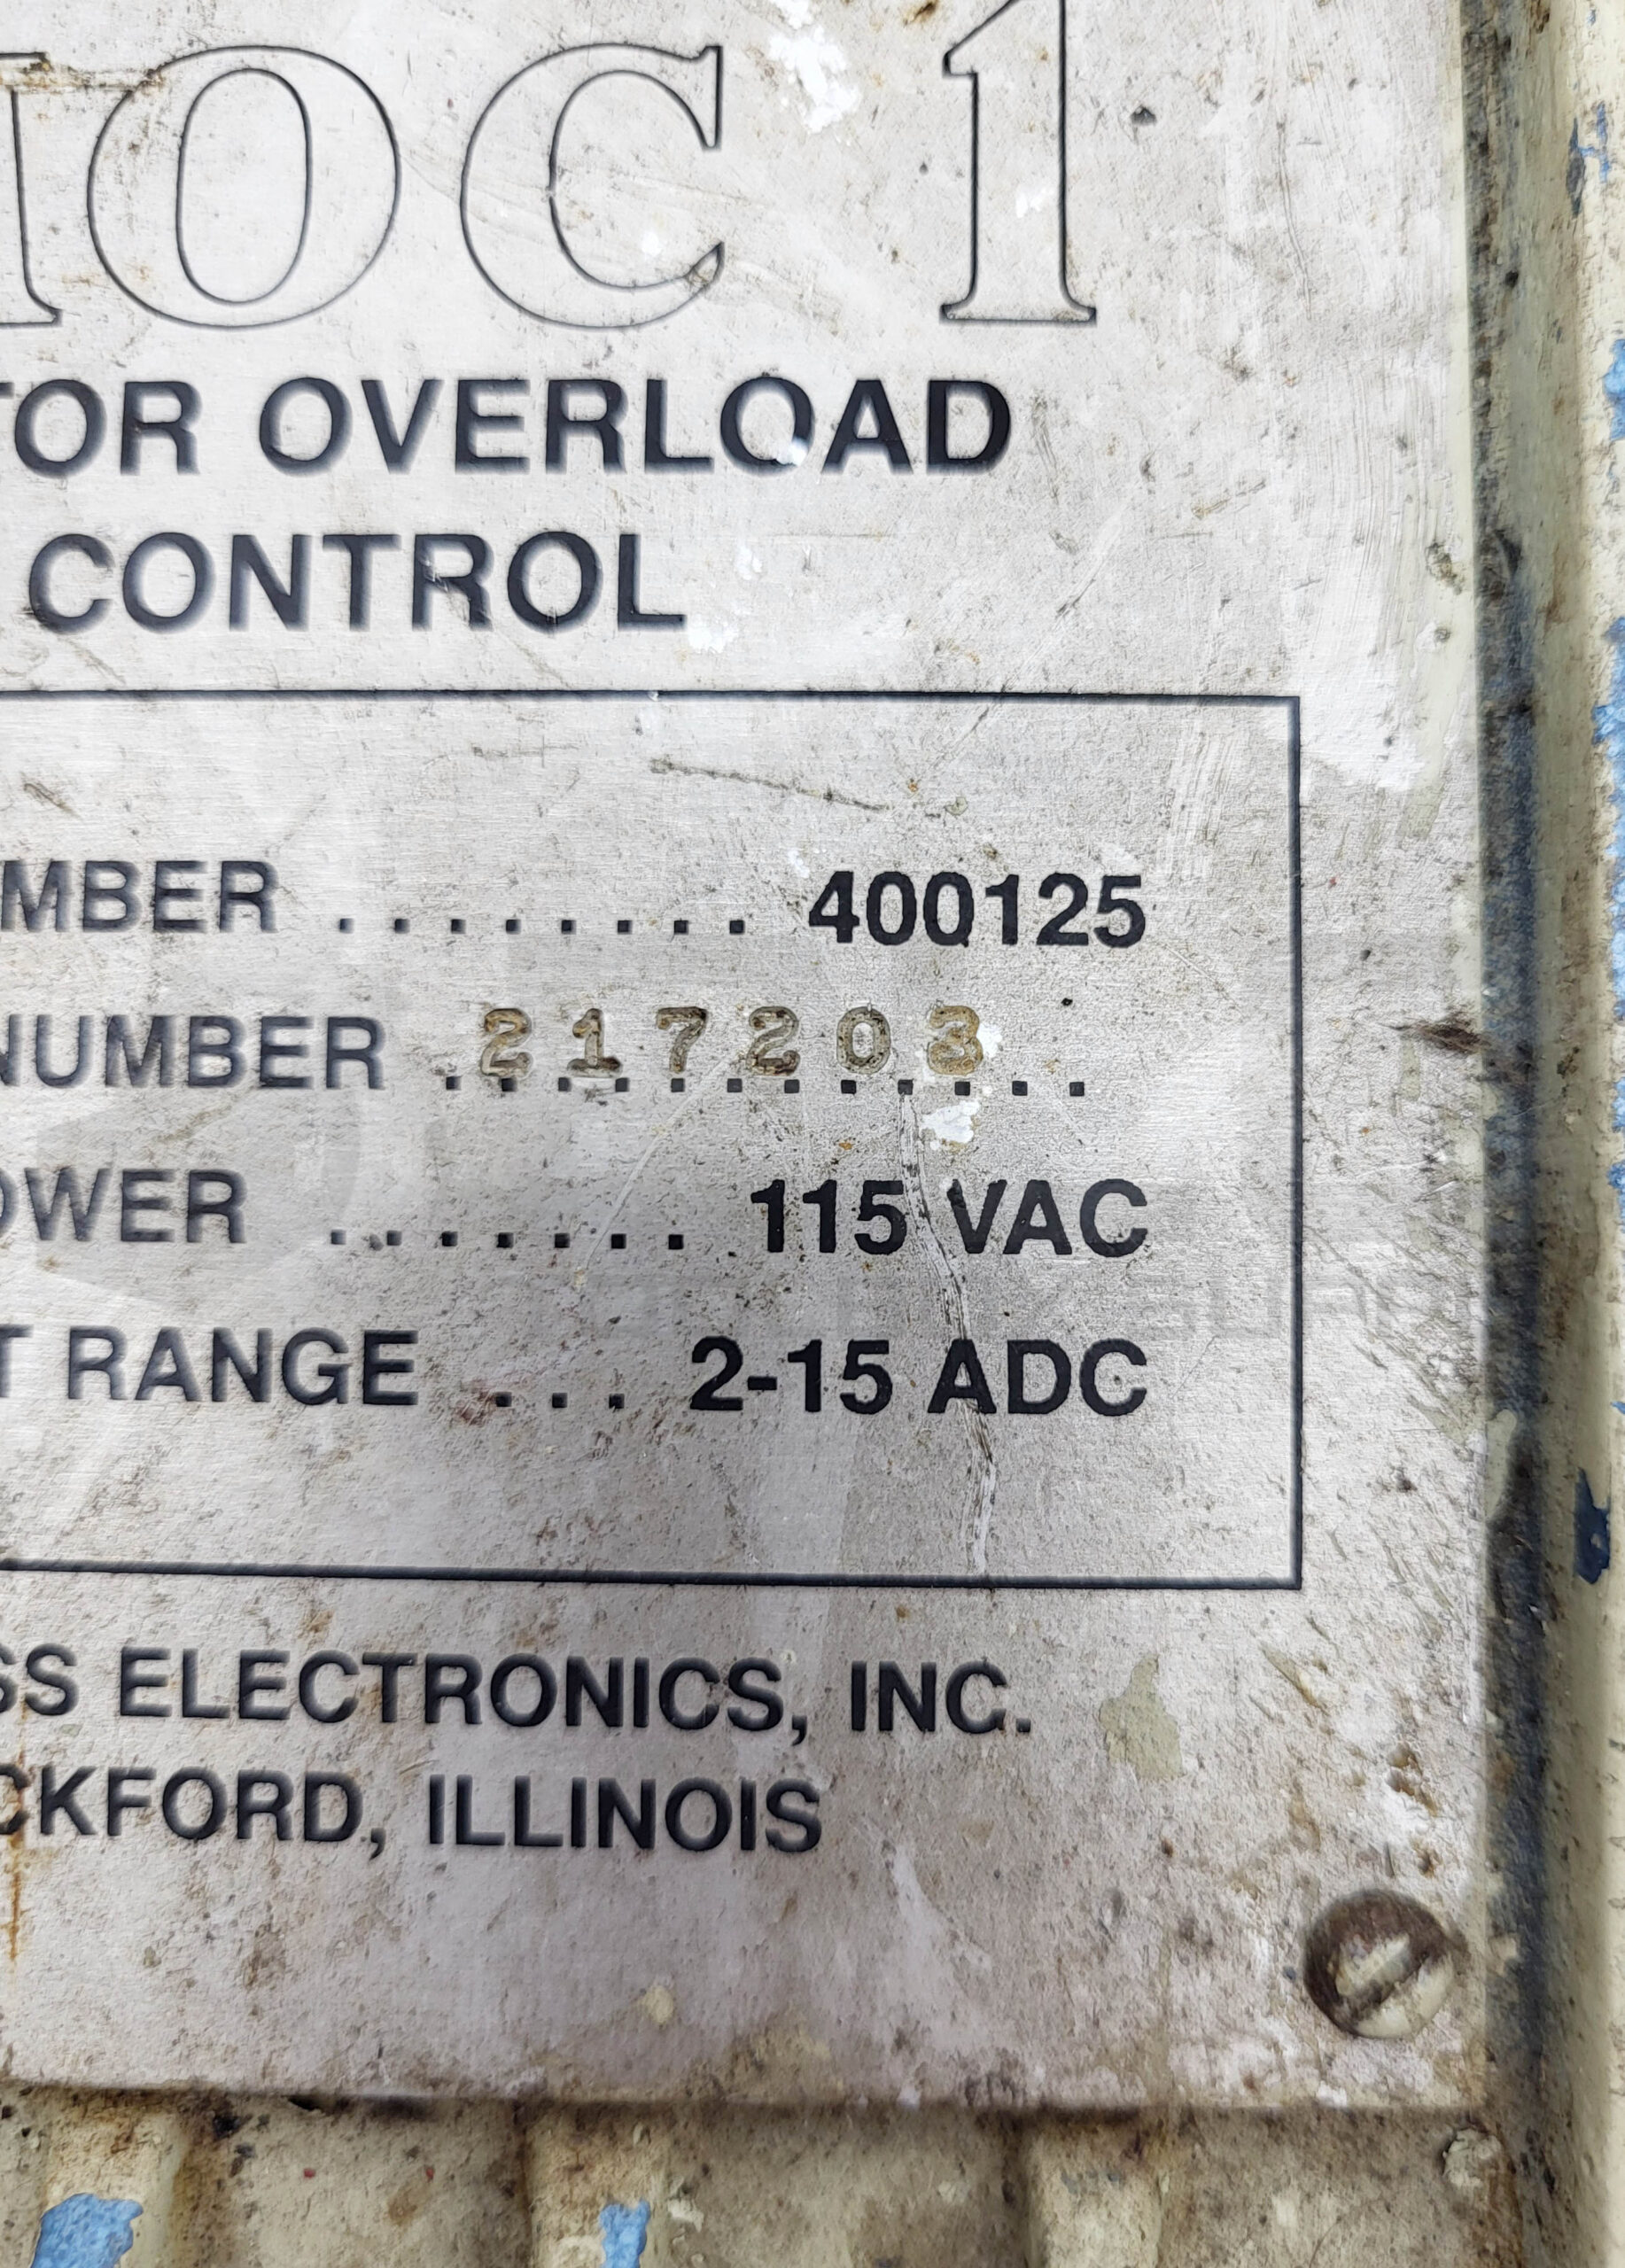 moc 1
TOR OVERLOAD
CONTROL
MBER ........ 400125
NUMBER 217203 ............
OWER ....... 115 VAC
T RANGE ... 2-15 ADC
SS ELECTRONICS, INC.
CKFORD, ILLINOIS